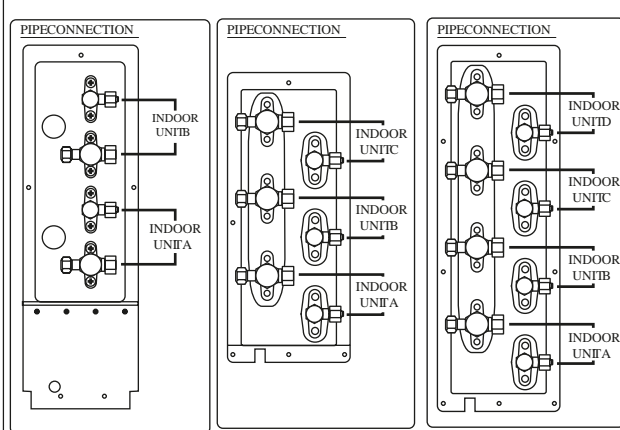 PIPECONNECTION
INDOOR
UNITB
INDOOR
UNITA
PIPECONNECTION
INDOOR
UNITC
INDOOR
UNITB
INDOOR
UNITA
PIPECONNECTION
INDOOR
UNITD
INDOOR
UNITC
INDOOR
UNITB
INDOOR
UNITA